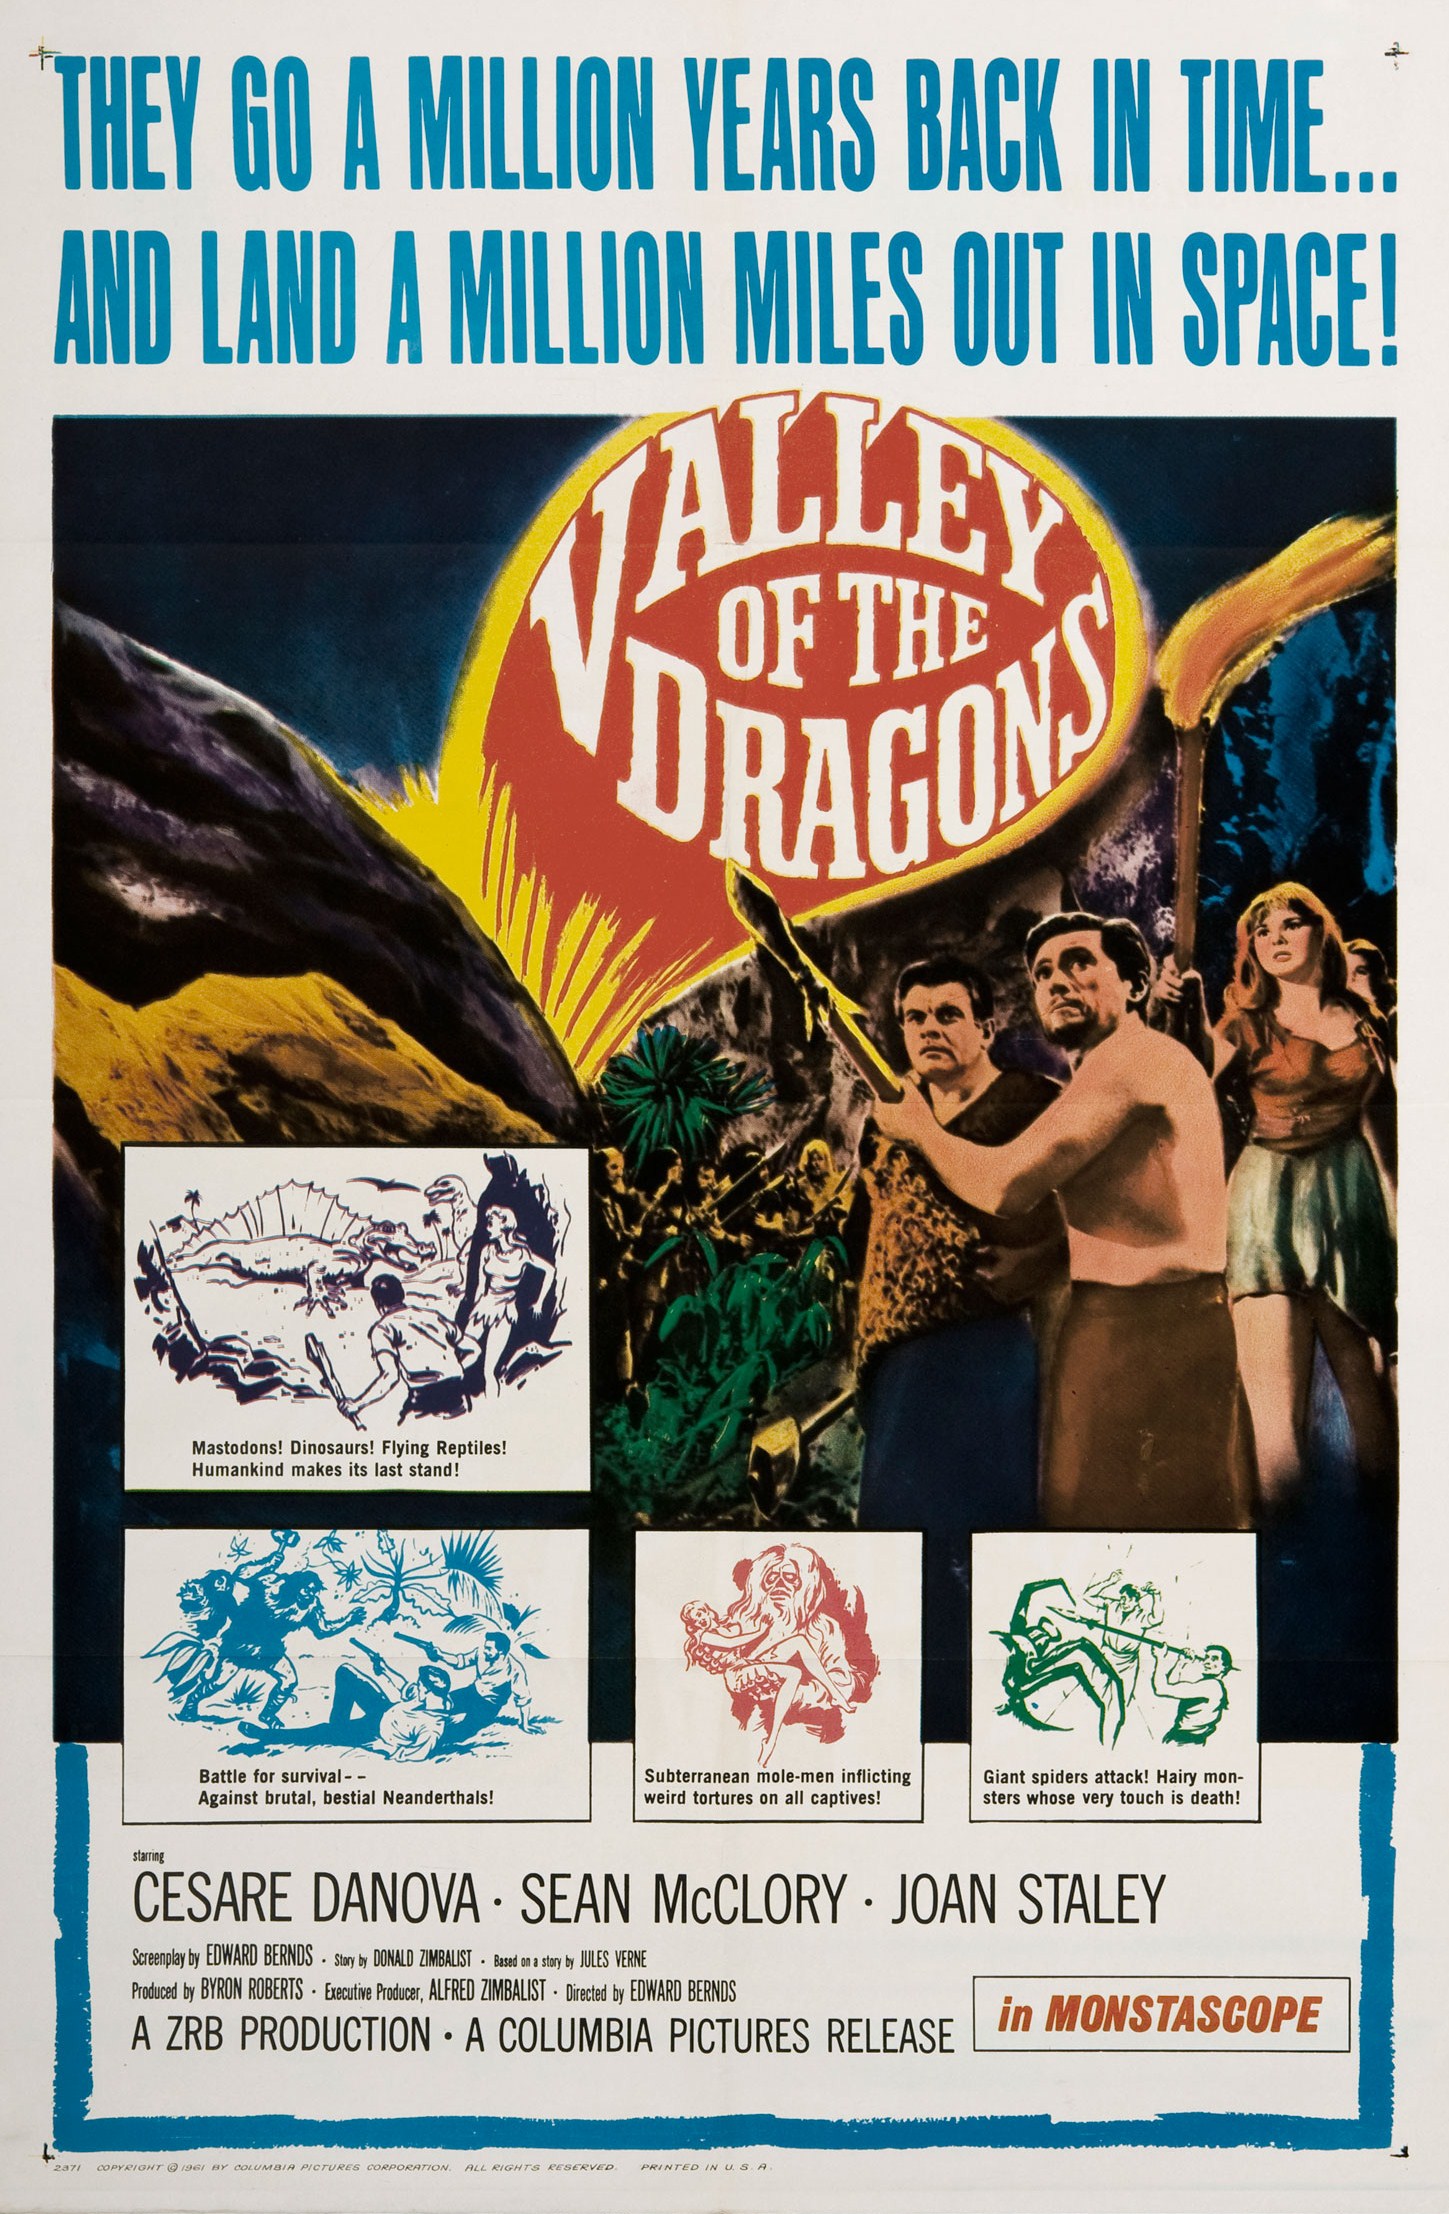 THEY GO A MILLION YEARS BACK IN TIME...
AND LAND A MILLION MILES OUT IN SPACE!
VALLEY
OF THE
DRAGONS
Mastodons! Dinosaurs! Flying Reptiles!
Humankind makes its last stand!
Battle for survival--
Against brutal, bestial Neanderthals!
Subterranean mole-men inflicting
weird tortures on all captives!
Giant spiders attack! Hairy mon-
sters whose very touch is death!
starring
CESARE DANOVA · SEAN McCLORY · JOAN STALEY
Screenplay by EDWARD BERNDS · Story by DONALD ZIMBALIST · Based on a story by JULES VERNE
Produced by BYRON ROBERTS · Executive Producer, ALFRED ZIMBALIST · Directed by EDWARD BERNDS
A ZRB PRODUCTION · A COLUMBIA PICTURES RELEASE
in MONSTASCOPE
2371 COPYRIGHT © 1961 BY COLUMBIA PICTURES CORPORATION. ALL RIGHTS RESERVED. PRINTED IN U.S.A.